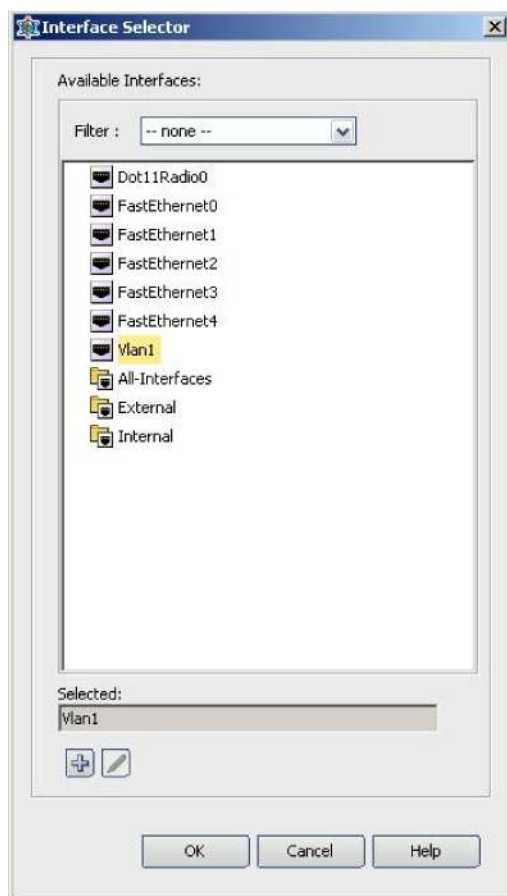 Interface Selector
Available Interfaces:
Filter : -- none --
Dot11Radio0
FastEthernet0
FastEthernet1
FastEthernet2
FastEthernet3
FastEthernet4
Vlan1
All-Interfaces
External
Internal
Selected:
Vlan1
OK Cancel Help